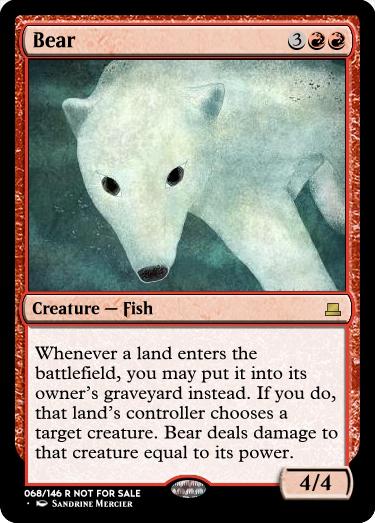 Bear 3
Creature — Fish
Whenever a land enters the
battlefield, you may put it into its
owner's graveyard instead. If you do,
that land's controller chooses a
target creature. Bear deals damage to
that creature equal to its power.
4/4
068/146 R NOT FOR SALE
· SANDRINE MERCIER